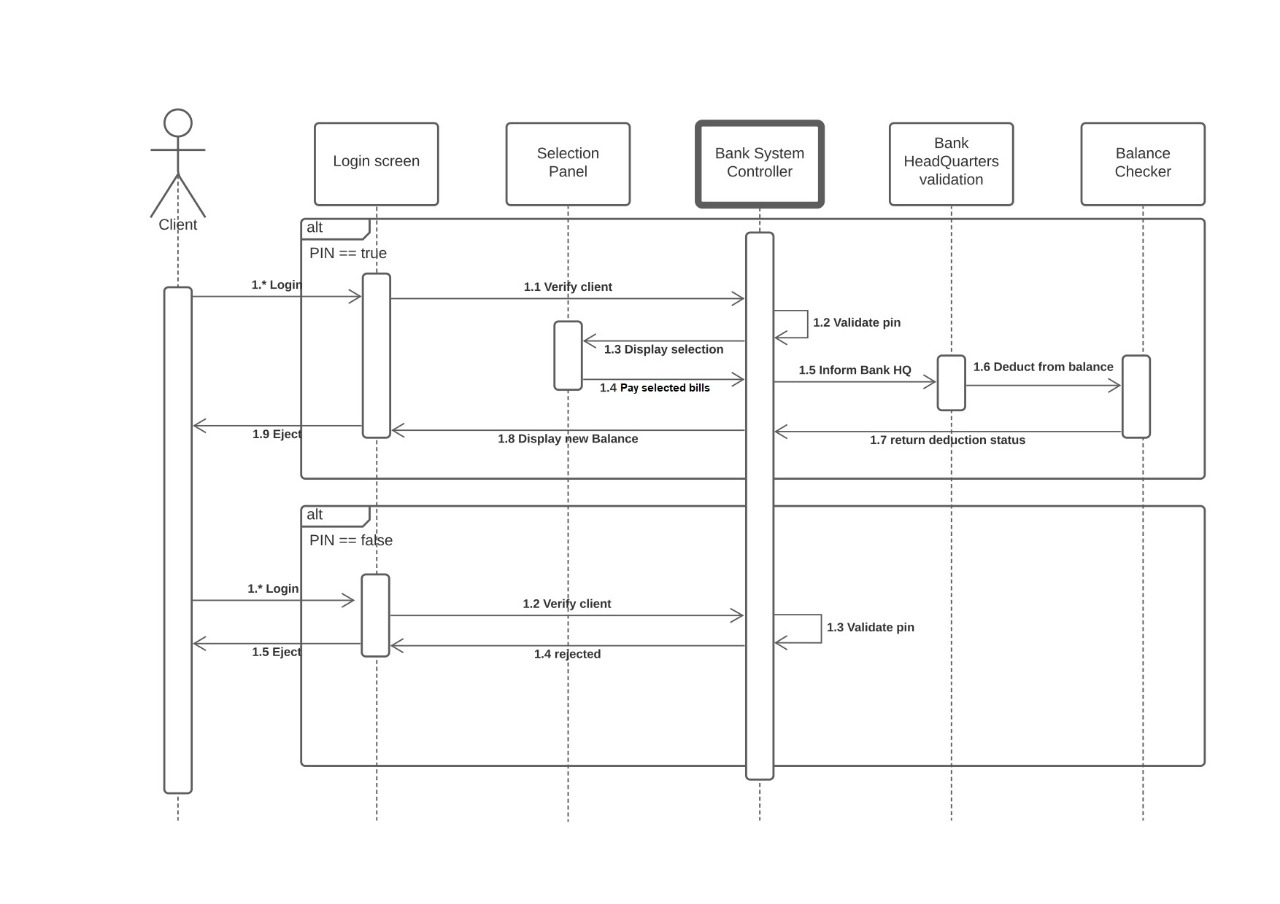 Client
Login screen
Selection
Panel
Bank System
Controller
Bank
HeadQuarters
validation
Balance
Checker
alt
PIN == true
1.* Login
1.1 Verify client
1.2 Validate pin
1.3 Display selection
1.4 Pay selected bills
1.5 Inform Bank HQ
1.6 Deduct from balance
1.7 return deduction status
1.8 Display new Balance
1.9 Eject
alt
PIN == false
1.* Login
1.2 Verify client
1.3 Validate pin
1.4 rejected
1.5 Eject